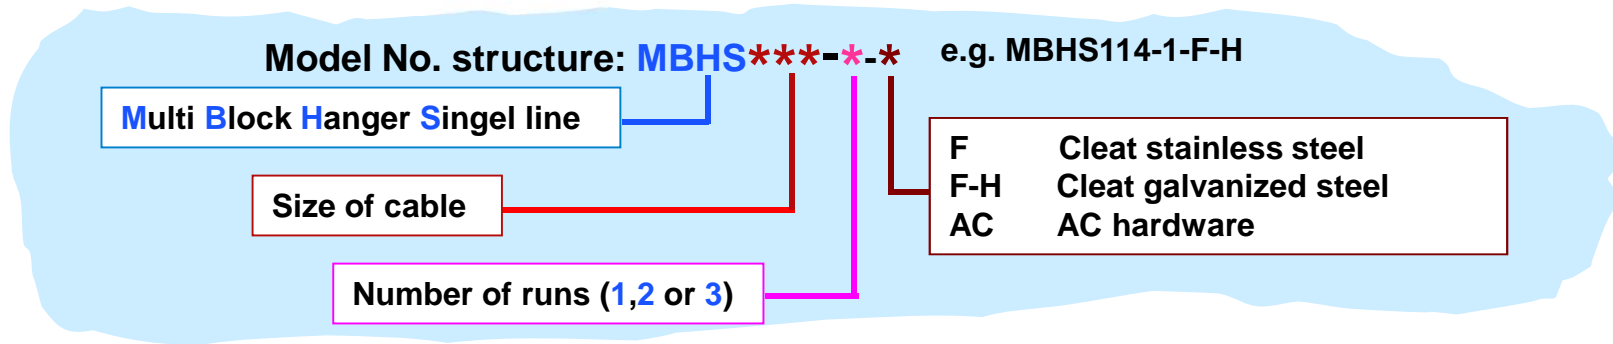 Model No. structure: MBHS***-*-* e.g. MBHS114-1-F-H
Multi Block Hanger Singel line
F Cleat stainless steel
F-H Cleat galvanized steel
AC AC hardware
Size of cable
Number of runs (1,2 or 3)